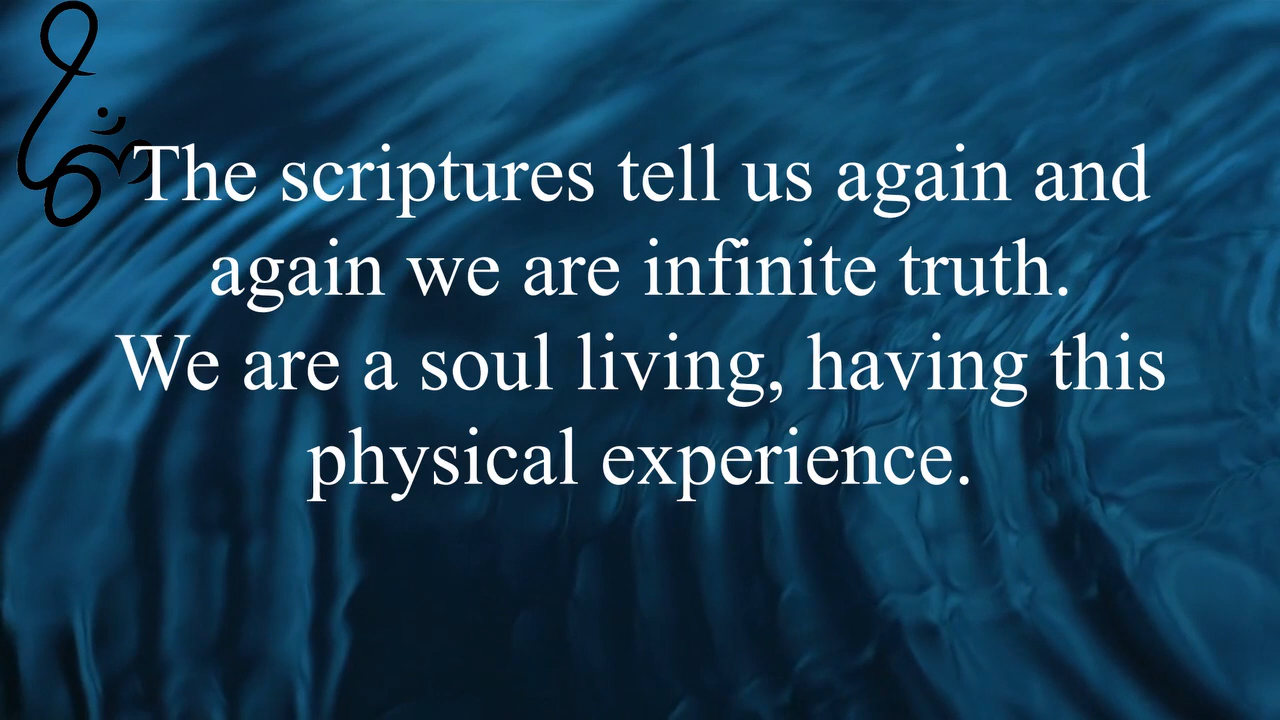 The scriptures tell us again and
again we are infinite truth.
We are a soul living, having this
physical experience.